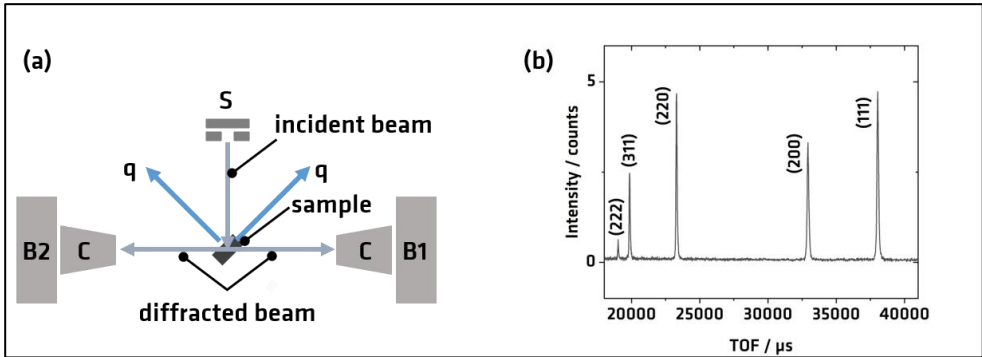 (a)
S
incident beam
q
q
sample
B2
C
C
B1
diffracted beam
(b)
Intensity / counts
5
0
(222)
(311)
(220)
(200)
(111)
20000
25000
30000
35000
40000
TOF / µs